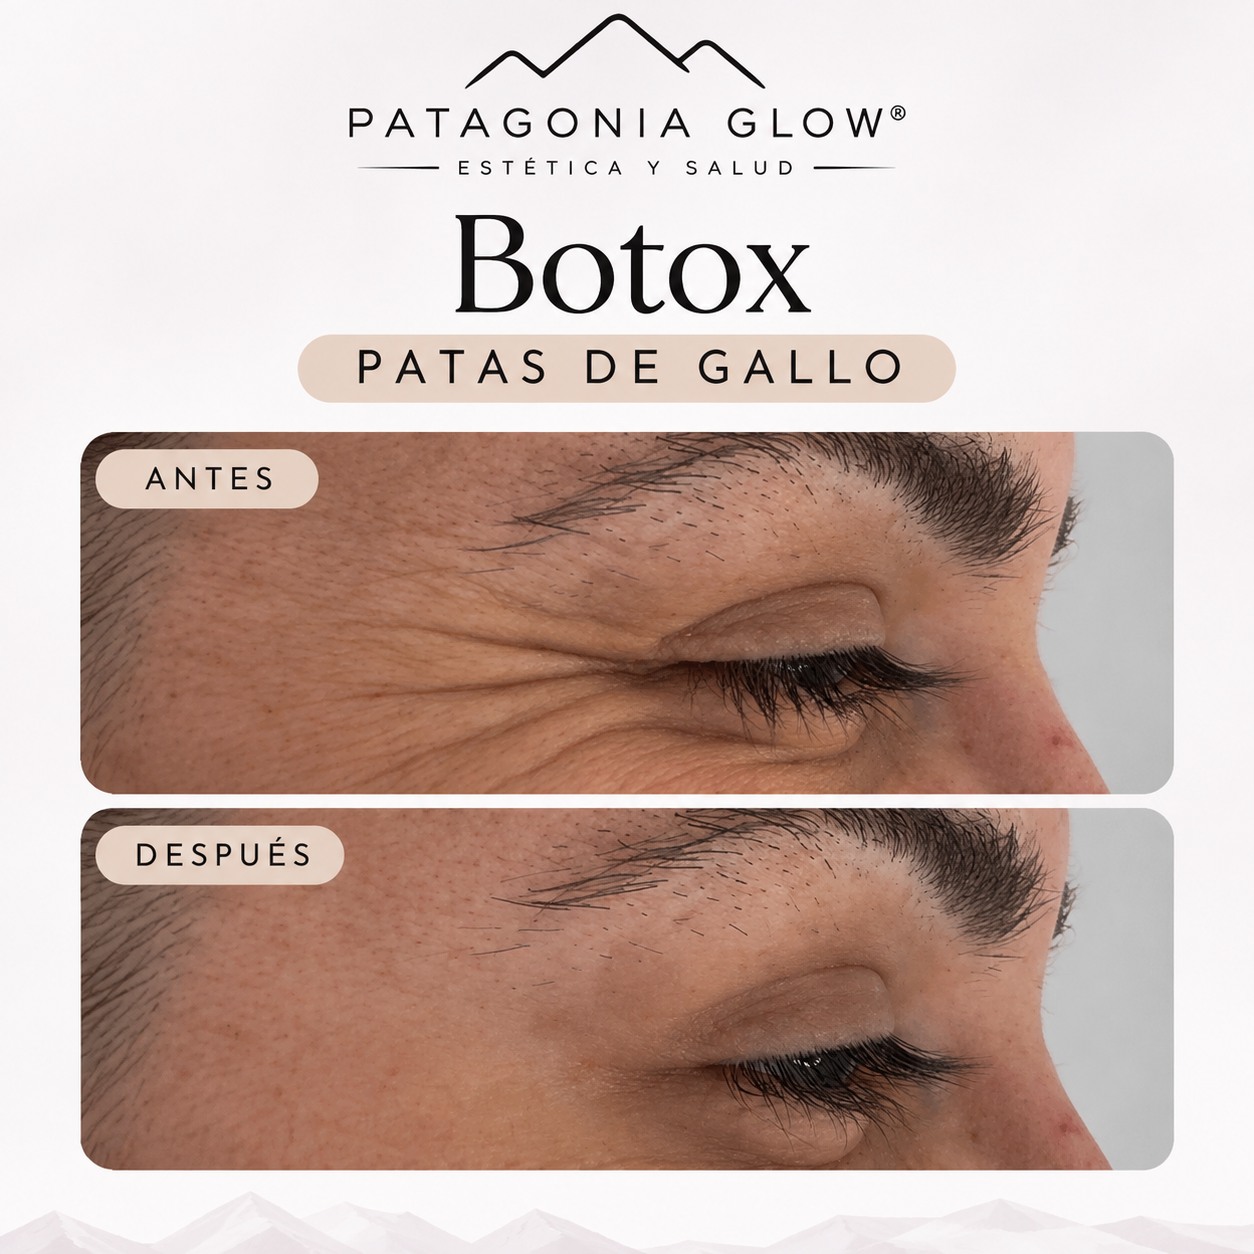 PATAGONIA GLOW®
ESTÉTICA Y SALUD
Botox
PATAS DE GALLO
ANTES
DESPUÉS